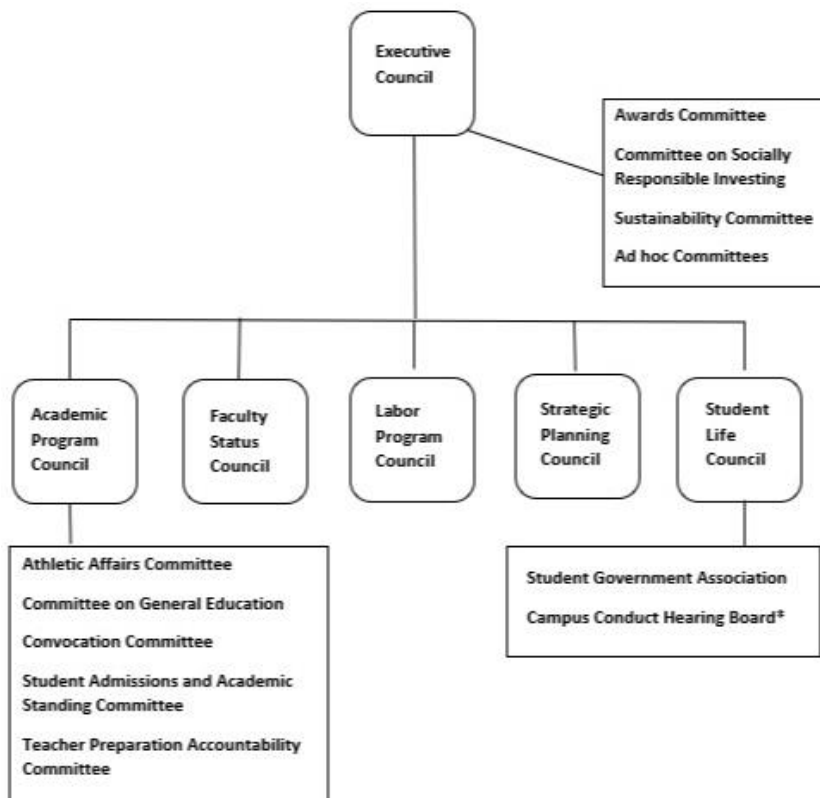 Executive
Council
Awards Committee
Committee on Socially
Responsible Investing
Sustainability Committee
Ad hoc Committees
Academic
Program
Council
Faculty
Status
Council
Labor
Program
Council
Strategic
Planning
Council
Student
Life
Council
Athletic Affairs Committee
Committee on General Education
Convocation Committee
Student Admissions and Academic
Standing Committee
Teacher Preparation Accountability
Committee
Student Government Association
Campus Conduct Hearing Board*